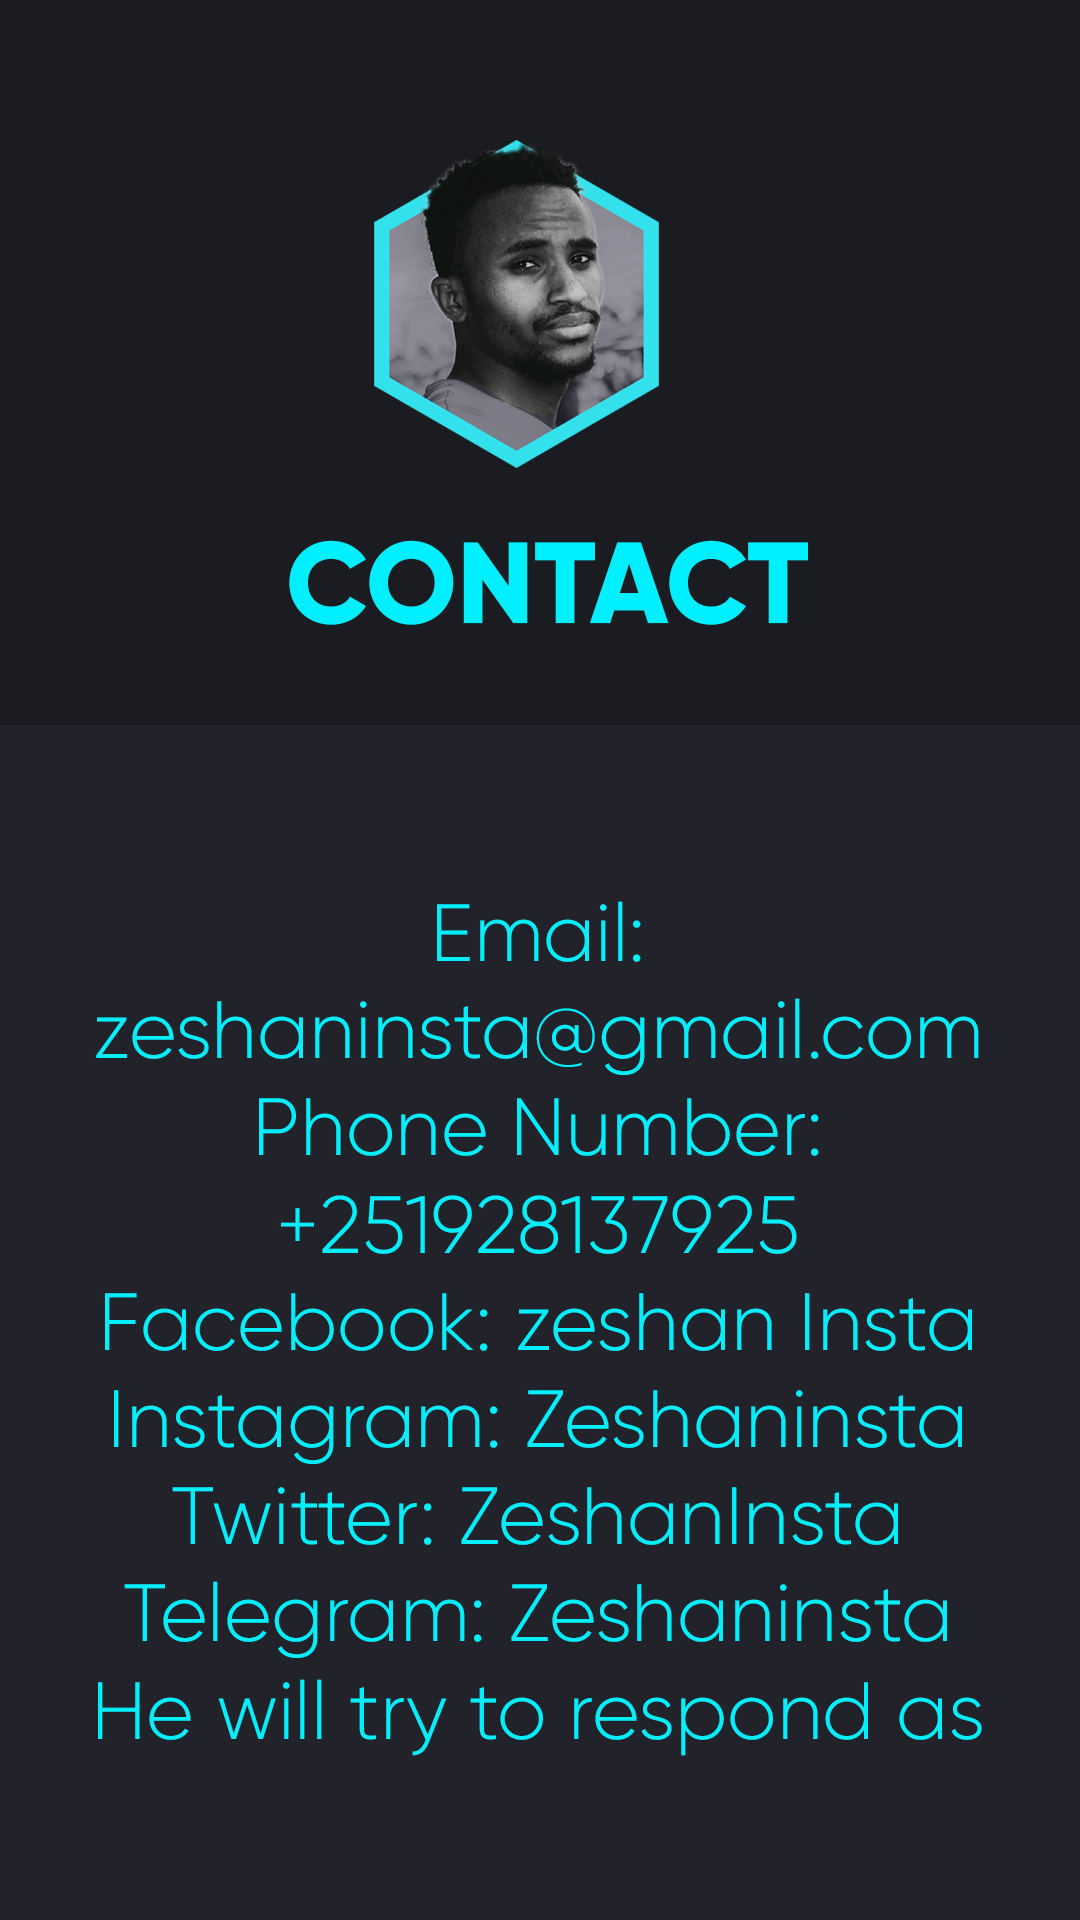 CONTACT
Email:
zeshaninsta@gmail.com
Phone Number:
+251928137925
Facebook: zeshan Insta
Instagram: Zeshaninsta
Twitter: ZeshanInsta
Telegram: Zeshaninsta
He will try to respond as